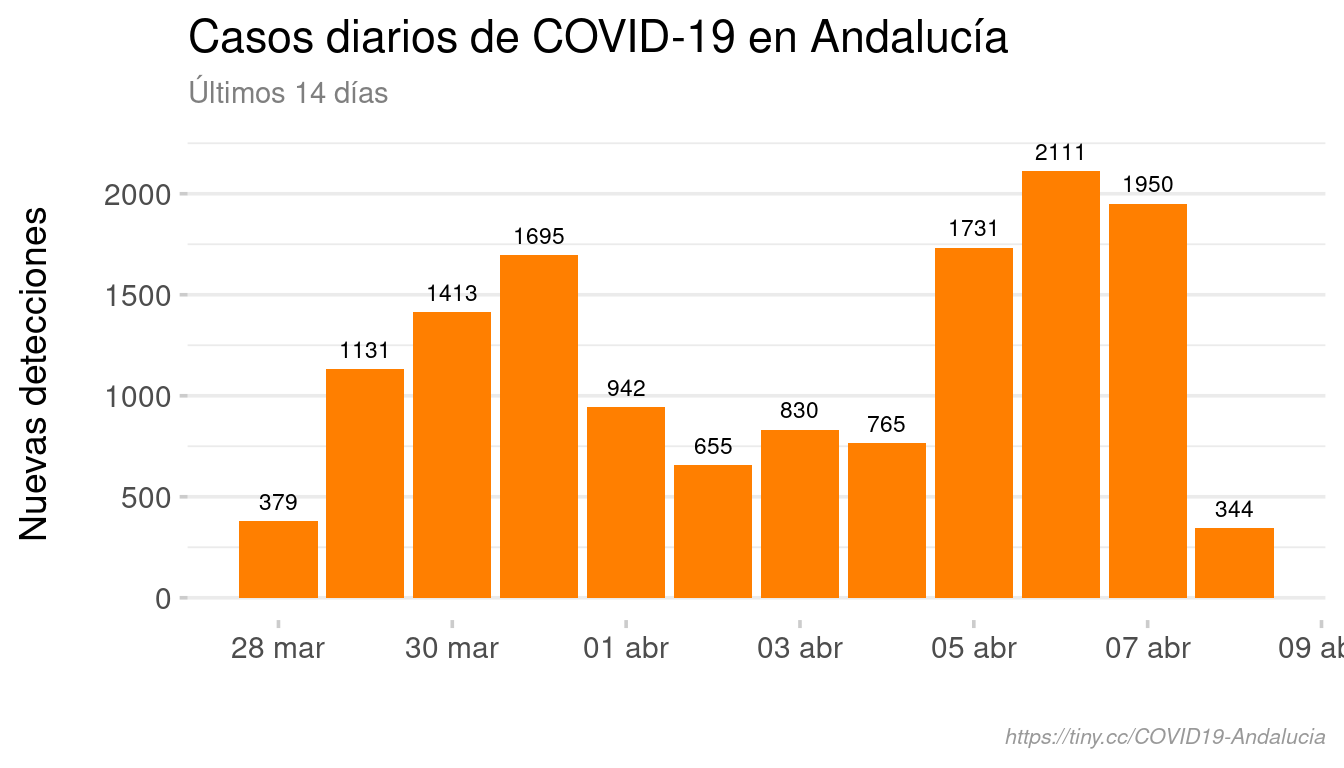 Casos diarios de COVID-19 en Andalucía
Últimos 14 días
Nuevas detecciones
2000
1500
1000
500
0
379
1131
1413
1695
942
655
830
765
1731
2111
1950
344
28 mar
30 mar
01 abr
03 abr
05 abr
07 abr
09 ab
https://tiny.cc/COVID19-Andalucia